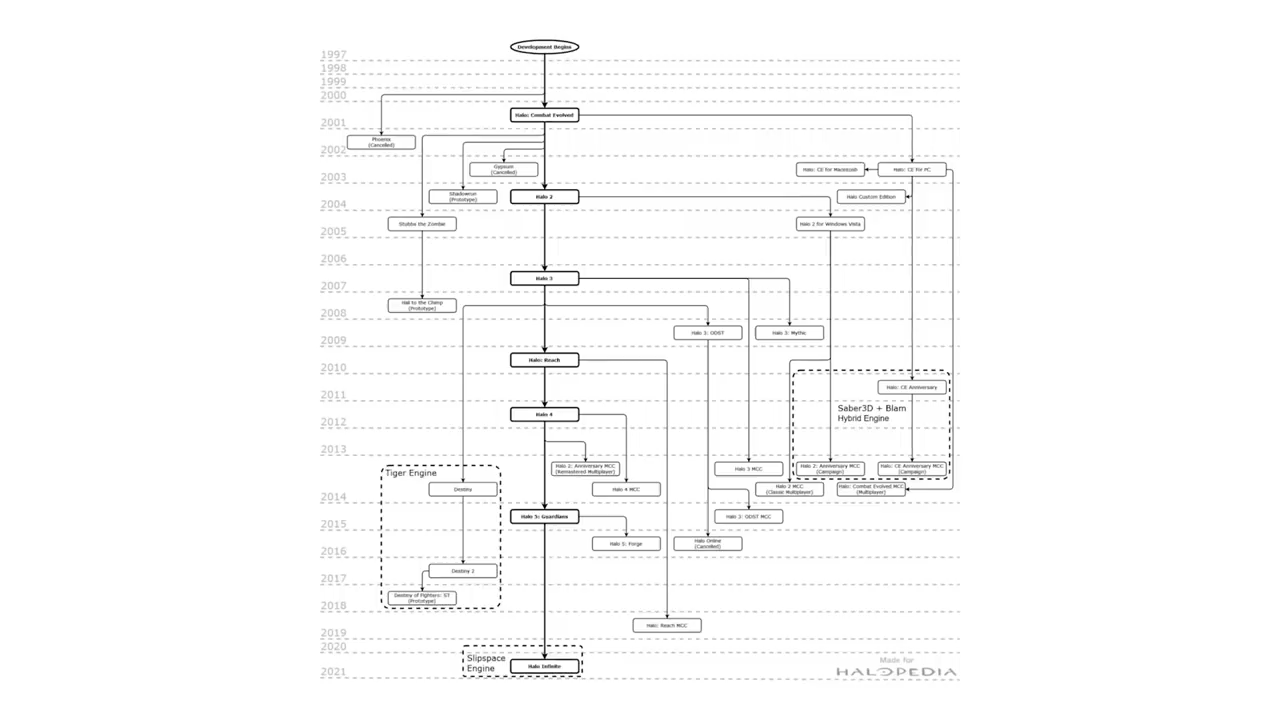 Development Begins
1997
1998
1999
2000
Halo: Combat Evolved
2001
Phoenix
(Cancelled)
2002
Gypsum
(Cancelled)
Halo: CE for Macintosh
Halo: CE for PC
2003
Shadowrun
(Prototype)
Halo 2
Halo Custom Edition
2004
Stubbs the Zombie
Halo 2 for Windows Vista
2005
2006
Halo 3
2007
Hail to the Chimp
(Prototype)
2008
Halo 3: ODST
Halo 3: Mythic
2009
Halo: Reach
2010
Halo: CE Anniversary
2011
Saber3D + Blam
Hybrid Engine
Halo 4
2012
2013
Tiger Engine
Halo 2: Anniversary MCC
(Remastered Multiplayer)
Halo 3 MCC
Halo 2: Anniversary MCC
(Campaign)
Halo: CE Anniversary MCC
(Campaign)
Destiny
Halo 4 MCC
Halo 2 MCC
(Classic Multiplayer)
Halo: Combat Evolved MCC
(Multiplayer)
2014
Halo 5: Guardians
Halo 3: ODST MCC
2015
Halo 5: Forge
Halo Online
(Cancelled)
2016
Destiny 2
2017
Destiny of Fighters: ST
(Prototype)
2018
Halo: Reach MCC
2019
2020
Slipspace
Engine
Halo Infinite
2021
Made for
HALOPEDIA